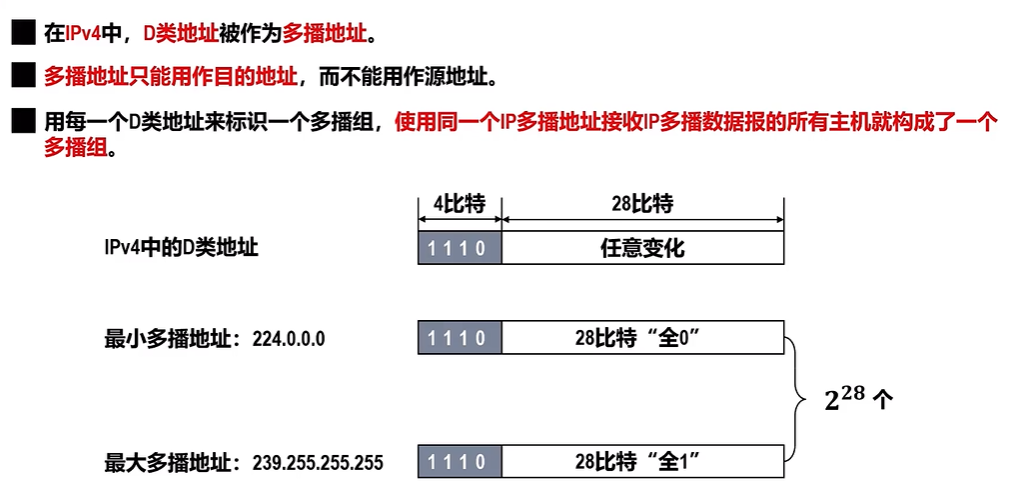 在IPv4中，D类地址被作为多播地址。
多播地址只能用作目的地址，而不能用作源地址。
用每一个D类地址来标识一个多播组，使用同一个IP多播地址接收IP多播数据报的所有主机就构成了一个
多播组。
4比特 28比特
IPv4中的D类地址 1 1 1 0 任意变化
最小多播地址：224.0.0.0 1 1 1 0 28比特“全0”
2²⁸ 个
最大多播地址：239.255.255.255 1 1 1 0 28比特“全1”